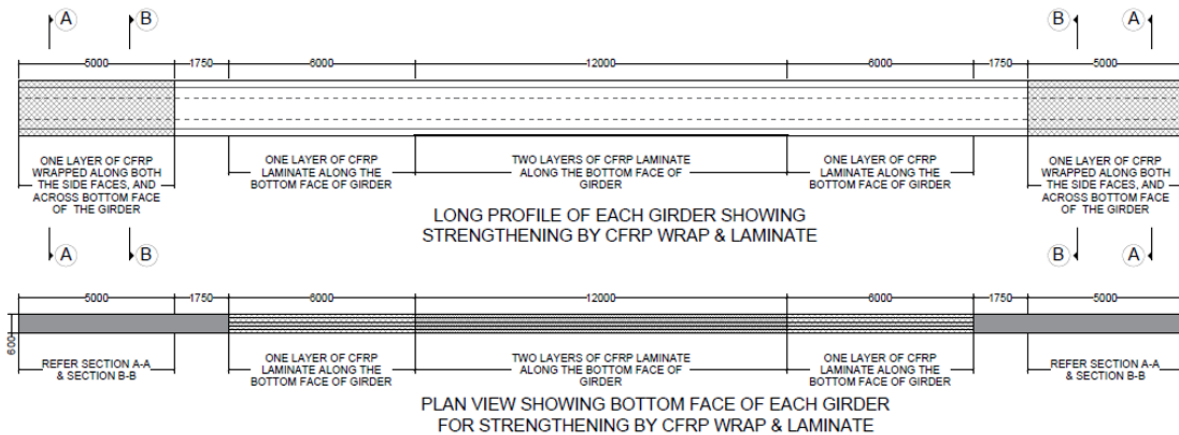 A B B A
5000 1750 6000 12000 6000 1750 5000
ONE LAYER OF CFRP
WRAPPED ALONG BOTH
THE SIDE FACES, AND
ACROSS BOTTOM FACE
OF THE GIRDER
ONE LAYER OF CFRP
LAMINATE ALONG THE
BOTTOM FACE OF GIRDER
TWO LAYERS OF CFRP LAMINATE
ALONG THE BOTTOM FACE OF
GIRDER
ONE LAYER OF CFRP
LAMINATE ALONG THE
BOTTOM FACE OF GIRDER
ONE LAYER OF CFRP
WRAPPED ALONG BOTH
THE SIDE FACES, AND
ACROSS BOTTOM FACE
OF THE GIRDER
LONG PROFILE OF EACH GIRDER SHOWING
STRENGTHENING BY CFRP WRAP & LAMINATE
A B B A
5000 1750 6000 12000 6000 1750 5000
600
REFER SECTION A-A
& SECTION B-B
ONE LAYER OF CFRP
LAMINATE ALONG THE
BOTTOM FACE OF GIRDER
TWO LAYERS OF CFRP LAMINATE
ALONG THE BOTTOM FACE OF
GIRDER
ONE LAYER OF CFRP
LAMINATE ALONG THE
BOTTOM FACE OF GIRDER
REFER SECTION A-A
& SECTION B-B
PLAN VIEW SHOWING BOTTOM FACE OF EACH GIRDER
FOR STRENGTHENING BY CFRP WRAP & LAMINATE